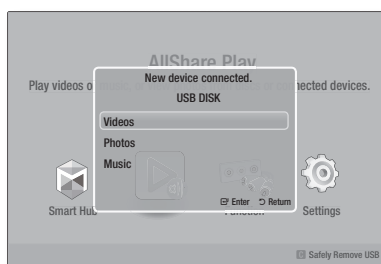 AllShare Play
Play videos o
nected devices.
New device connected.
USB DISK
Videos
Photos
Music
Enter Return
Smart Hub
Function
Settings
Safely Remove USB